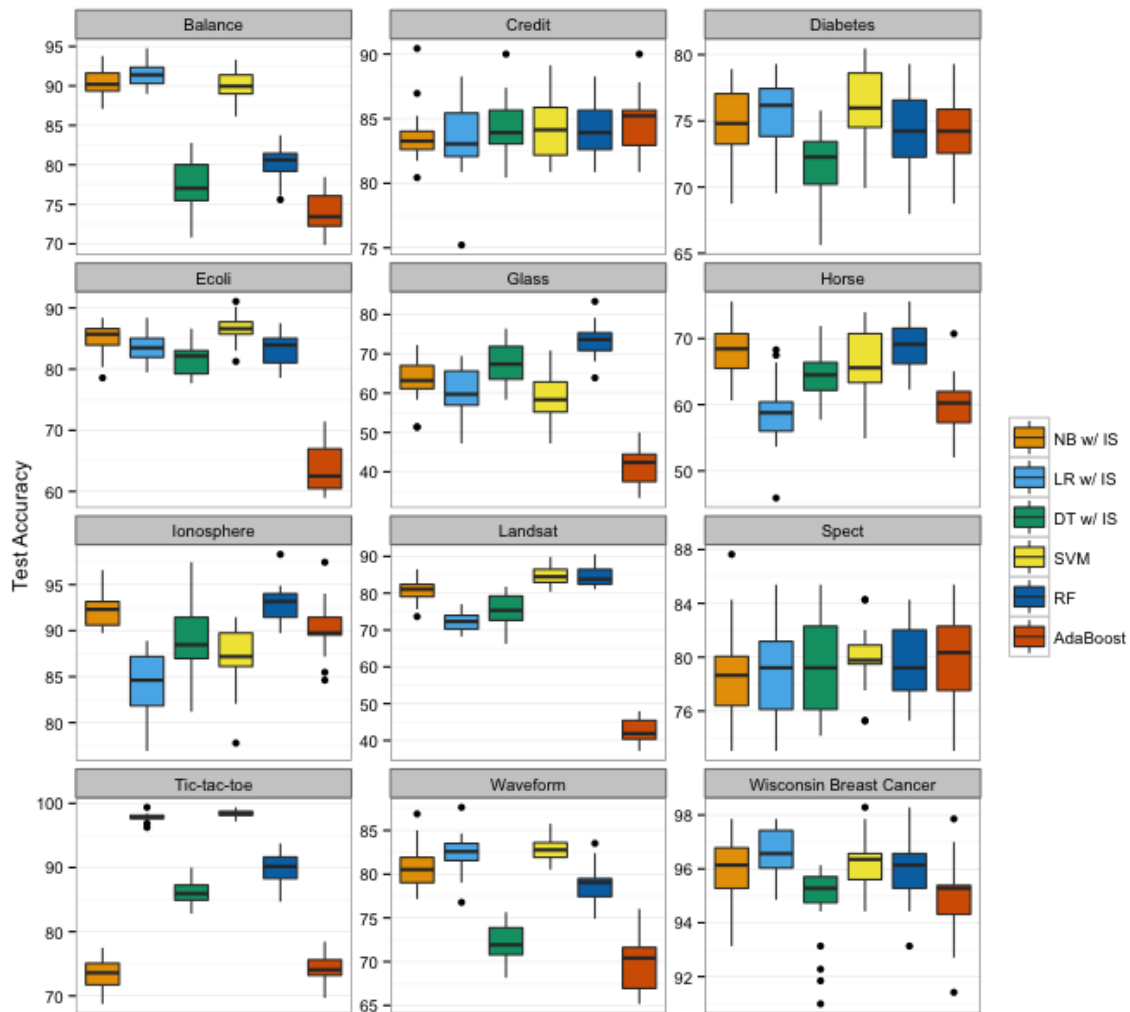 Test Accuracy
Balance
95
90
85
80
75
70
Credit
90
85
80
75
Diabetes
80
75
70
65
Ecoli
90
80
70
60
Glass
80
70
60
50
40
Horse
70
60
50
Ionosphere
95
90
85
80
Landsat
90
80
70
60
50
40
Spect
88
84
80
76
Tic-tac-toe
100
90
80
70
Waveform
85
80
75
70
65
Wisconsin Breast Cancer
98
96
94
92
NB w/ IS
LR w/ IS
DT w/ IS
SVM
RF
AdaBoost